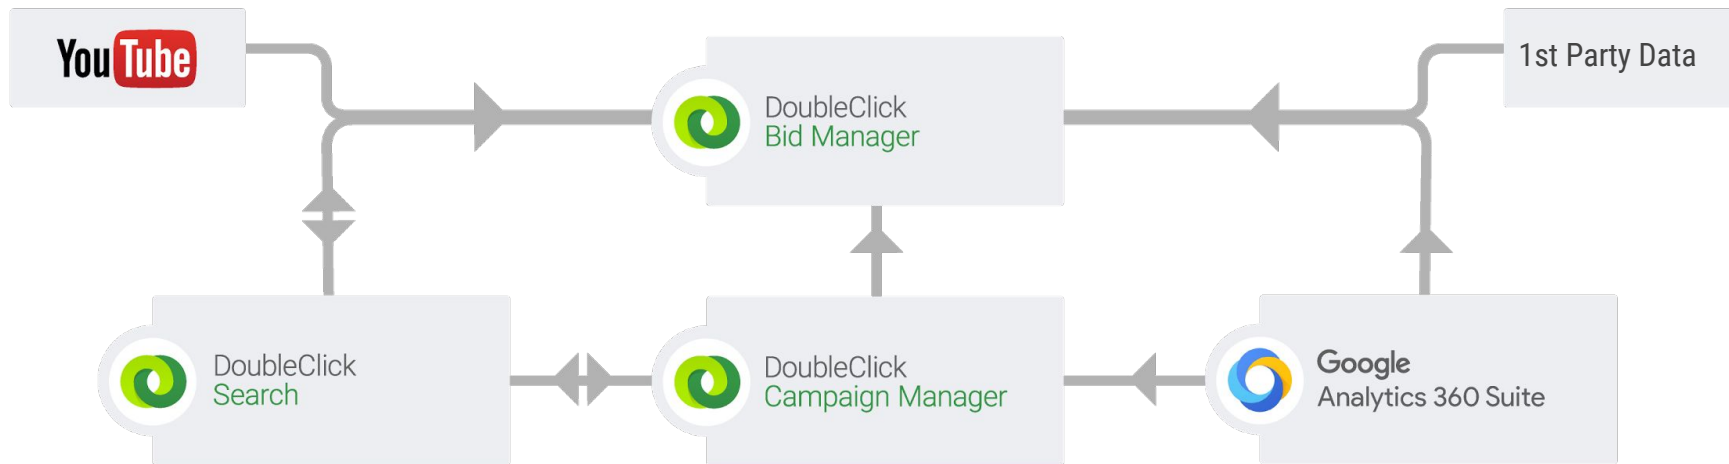 YouTube
1st Party Data
DoubleClick
Bid Manager
DoubleClick
Search
DoubleClick
Campaign Manager
Google
Analytics 360 Suite